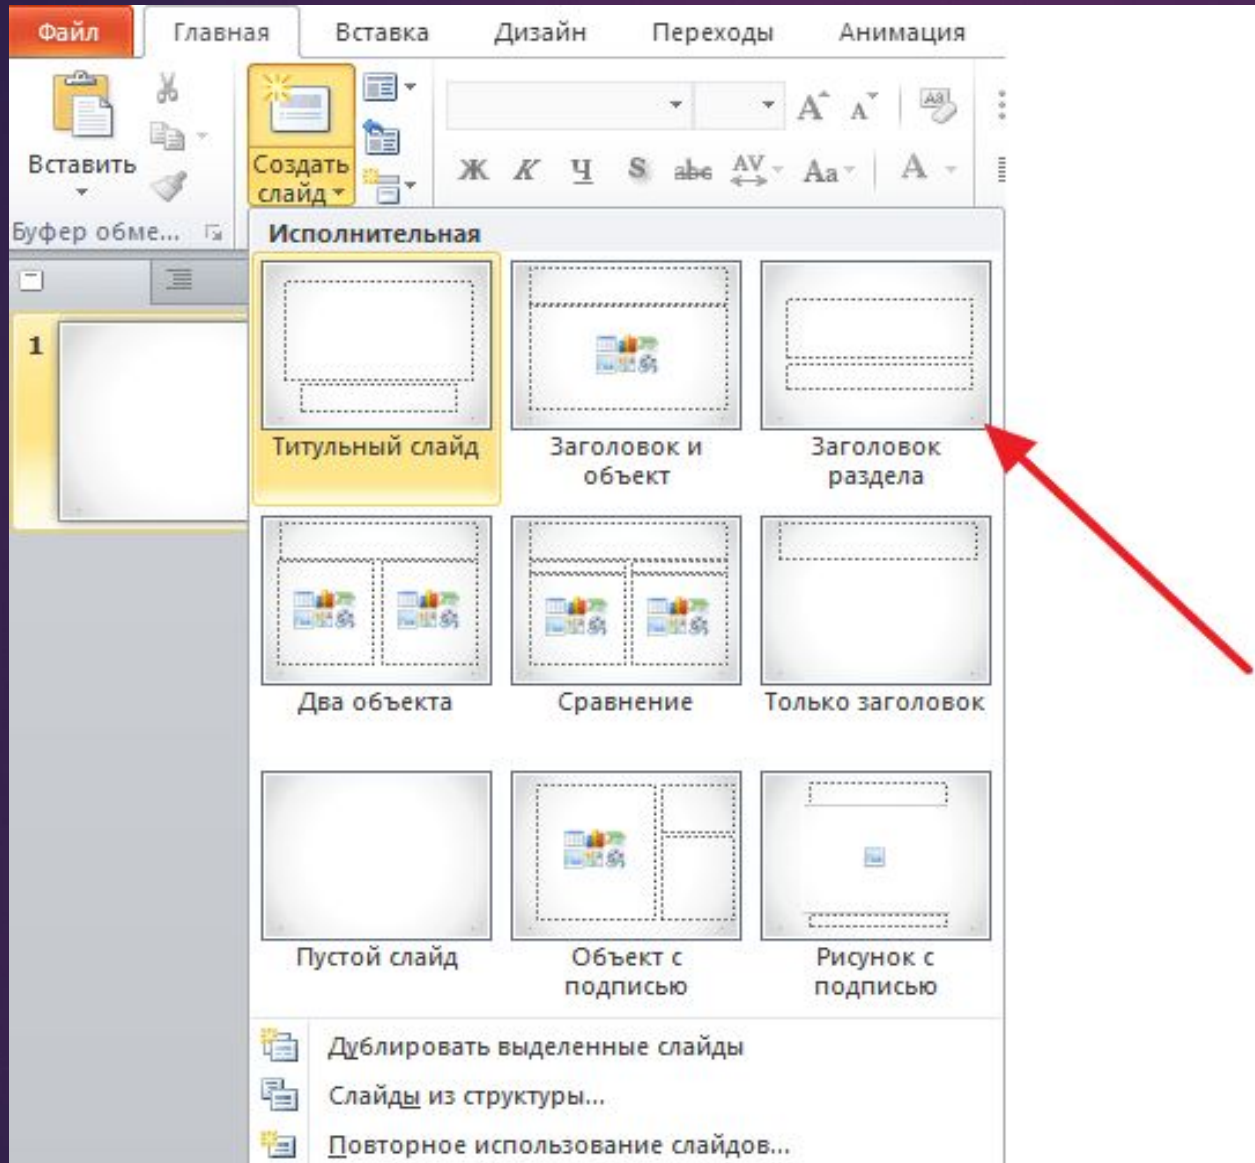 Файл Главная Вставка Дизайн Переходы Анимация
Вставить
Создать
слайд
Ж К Ч S abc AV Aa A
A A Aa
Буфер обме...
Исполнительная
1
Титульный слайд
Заголовок и
объект
Заголовок
раздела
Два объекта
Сравнение
Только заголовок
Пустой слайд
Объект с
подписью
Рисунок с
подписью
Дублировать выделенные слайды
Слайды из структуры...
Повторное использование слайдов...